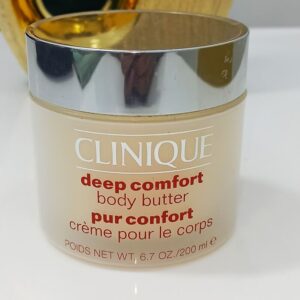 CLINIQUE
deep comfort
body butter
pur confort
crème pour le corps
POIDS NET WT. 6.7 OZ./200 ml ℮